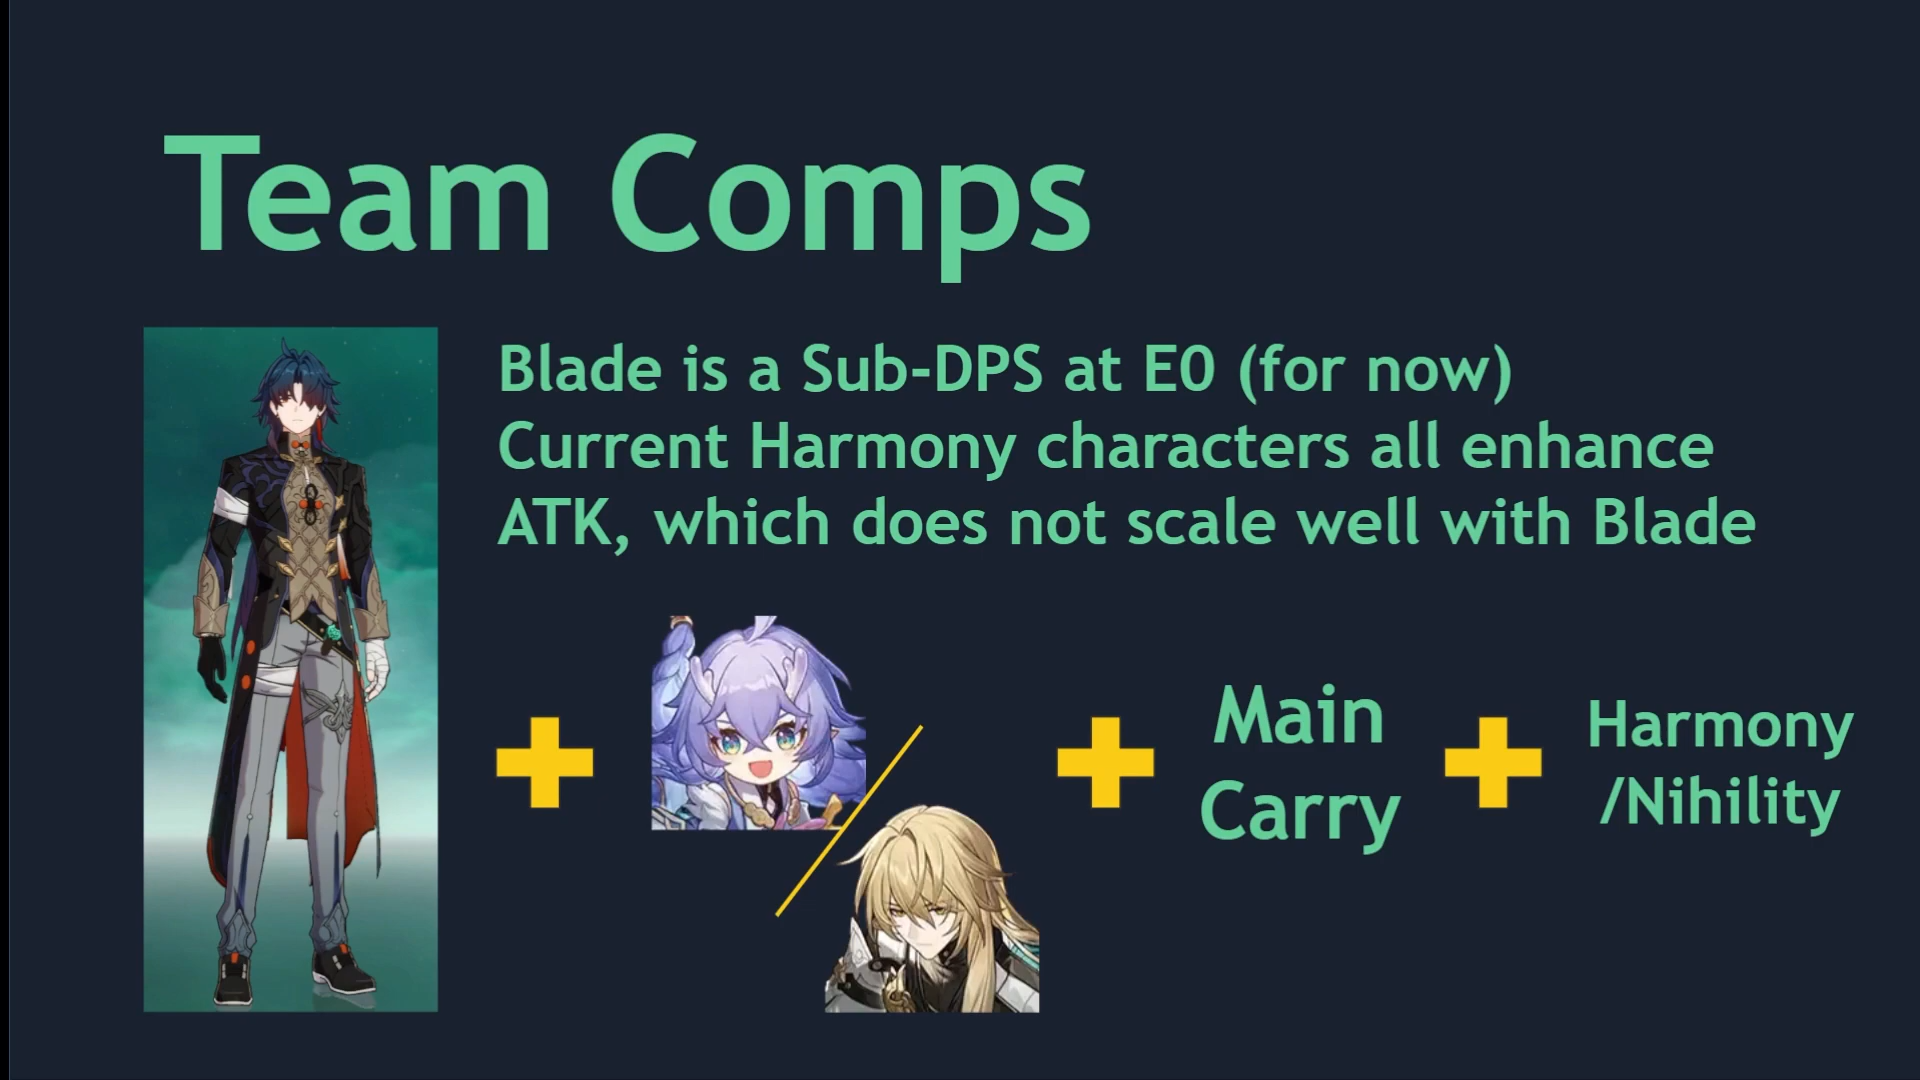 Team Comps
Blade is a Sub-DPS at E0 (for now)
Current Harmony characters all enhance
ATK, which does not scale well with Blade
Main
Carry
Harmony
/Nihility